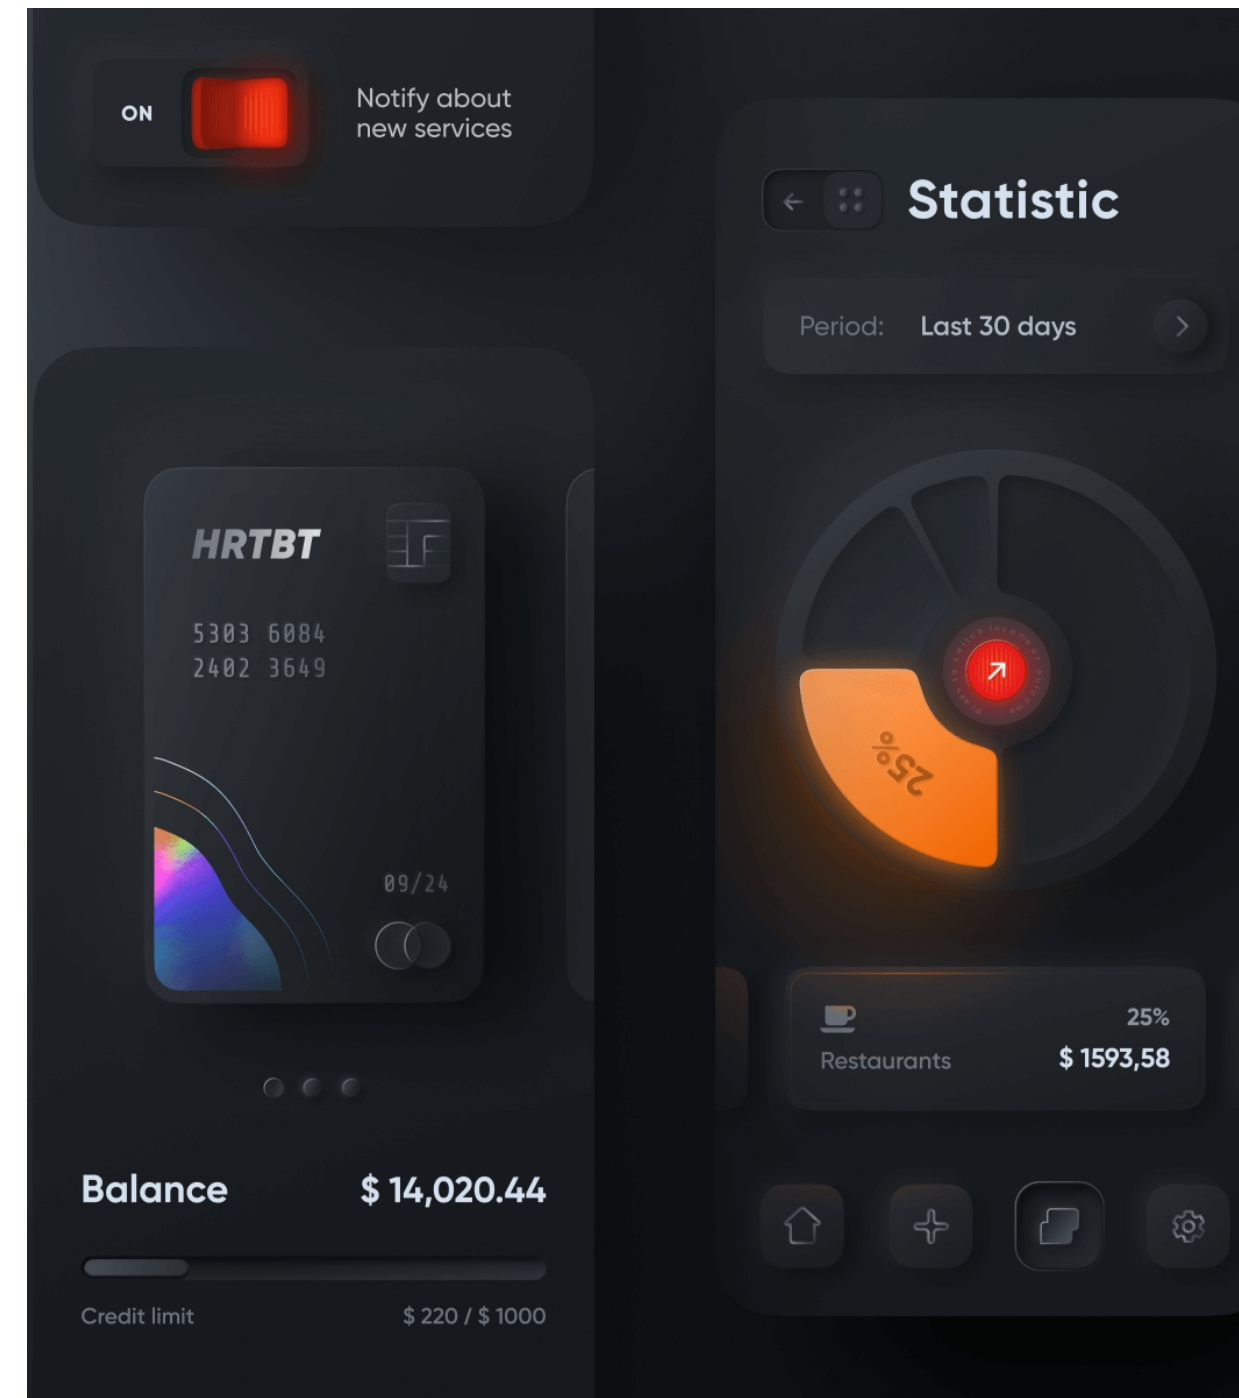 ON
Notify about
new services
HRTBT
5303 6084
2402 3649
09/24
Balance
$ 14,020.44
Credit limit
$ 220 / $ 1000
Statistic
Period:
Last 30 days
25%
25%
Restaurants
$ 1593,58